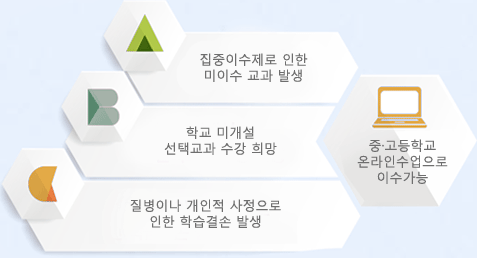 A
집중이수제로 인한
미이수 교과 발생
B
학교 미개설
선택교과 수강 희망
C
질병이나 개인적 사정으로
인한 학습결손 발생
중·고등학교
온라인수업으로
이수가능